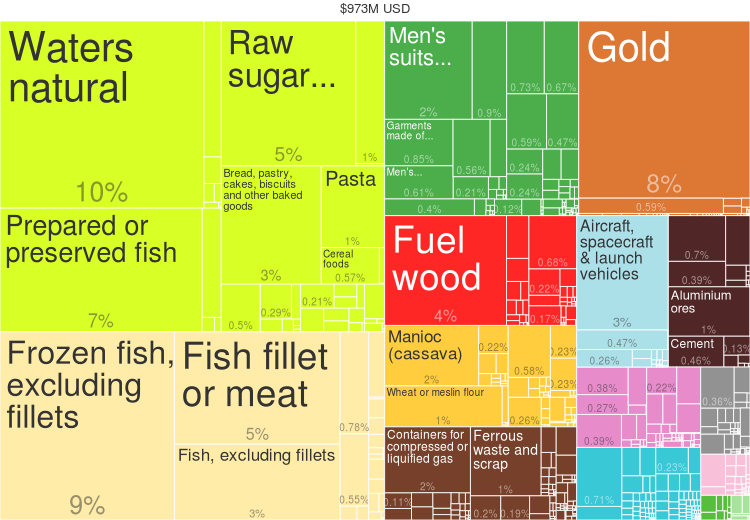 $973M USD
Waters
natural
10%
Raw
sugar...
5%
1%
Prepared or
preserved fish
7%
Bread, pastry,
cakes, biscuits
and other baked
goods
3%
Pasta
1%
Cereal
foods
0.57%
0.5%
0.29%
0.21%
Frozen fish,
excluding
fillets
9%
Fish fillet
or meat
5%
Fish, excluding fillets
3%
0.78%
0.55%
Men's
suits...
2%
0.9%
0.73%
0.67%
0.59%
0.47%
Garments
made of...
0.85%
Men's...
0.61%
0.56%
0.21%
0.24%
0.24%
0.4%
0.12%
Gold
8%
0.59%
Fuel
wood
4%
0.68%
0.22%
0.17%
Aircraft,
spacecraft
& launch
vehicles
3%
0.47%
0.26%
0.7%
0.39%
Aluminium
ores
1%
Cement
0.46%
0.13%
Manioc
(cassava)
2%
0.22%
0.58%
0.23%
0.23%
Wheat or meslin flour
1%
0.26%
Containers for
compressed or
liquified gas
2%
Ferrous
waste and
scrap
1%
0.11%
0.2%
0.19%
0.38%
0.27%
0.39%
0.22%
0.36%
0.71%
0.23%